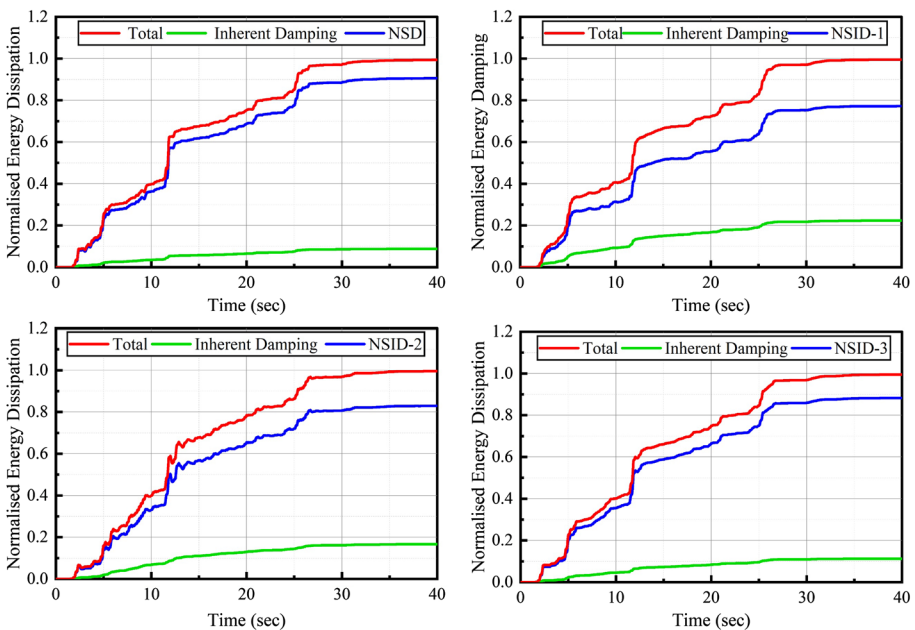 Total Inherent Damping NSD
Normalised Energy Dissipation
1.2
1.0
0.8
0.6
0.4
0.2
0.0
0 10 20 30 40
Time (sec)
Total Inherent Damping NSID-1
Normalised Energy Damping
1.2
1.0
0.8
0.6
0.4
0.2
0.0
0 10 20 30 40
Time (sec)
Total Inherent Damping NSID-2
Normalised Energy Dissipation
1.2
1.0
0.8
0.6
0.4
0.2
0.0
0 10 20 30 40
Time (sec)
Total Inherent Damping NSID-3
Normalised Energy Dissipation
1.2
1.0
0.8
0.6
0.4
0.2
0.0
0 10 20 30 40
Time (sec)